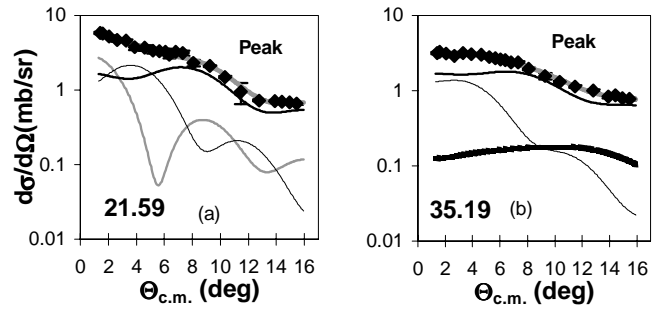 10
Peak
1
0.1
21.59
(a)
0.01
0 2 4 6 8 10 12 14 16
Θc.m. (deg)
dσ/dΩ(mb/sr)
10
Peak
1
0.1
35.19
(b)
0.01
0 2 4 6 8 10 12 14 16
Θc.m. (deg)